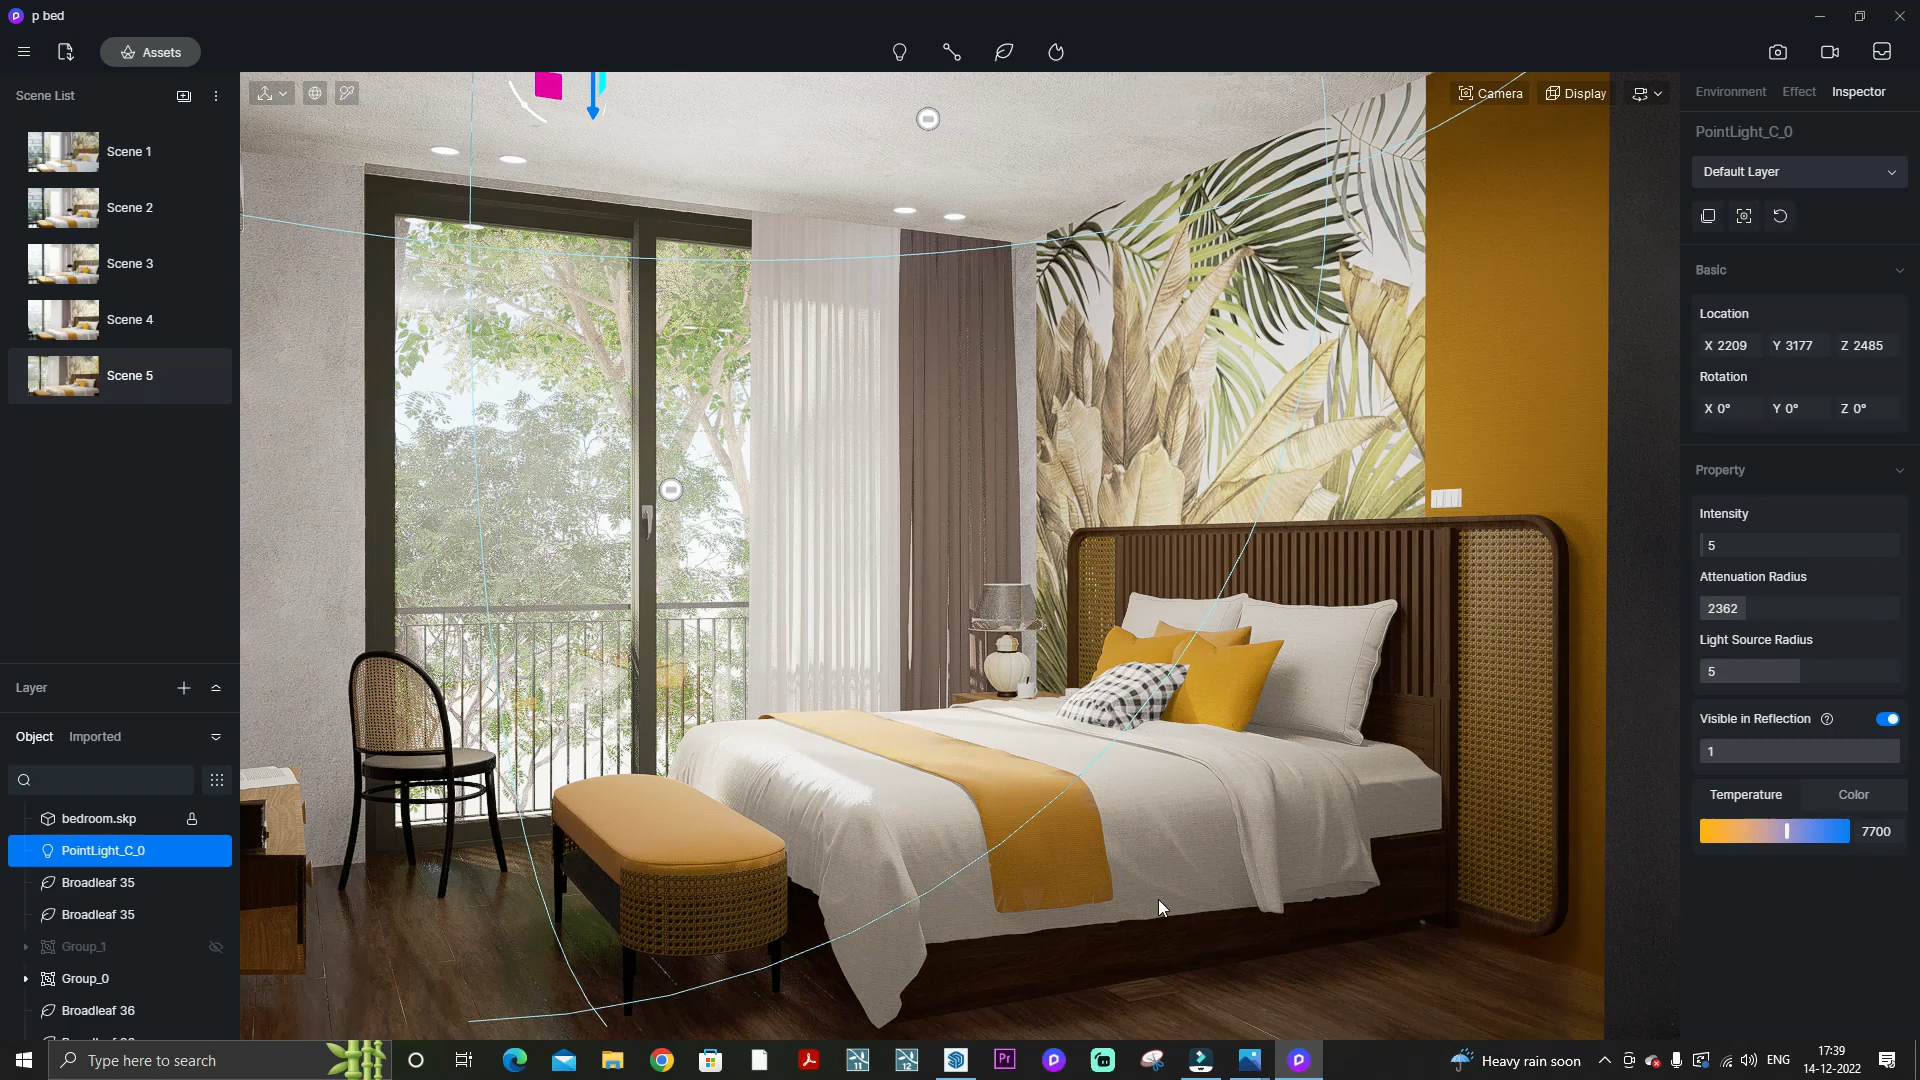 p bed
Assets
Scene List
Scene 1
Scene 2
Scene 3
Scene 4
Scene 5
Layer
Object Imported
bedroom.skp
PointLight_C_0
Broadleaf 35
Broadleaf 35
Group_1
Group_0
Broadleaf 36
Camera Display
Environment Effect Inspector
PointLight_C_0
Default Layer
Basic
Location
X 2209 Y 3177 Z 2485
Rotation
X 0° Y 0° Z 0°
Property
Intensity
5
Attenuation Radius
2362
Light Source Radius
5
Visible in Reflection
1
Temperature Color
7700
Type here to search
11
12
Pr
Heavy rain soon
ENG
17:39
14-12-2022